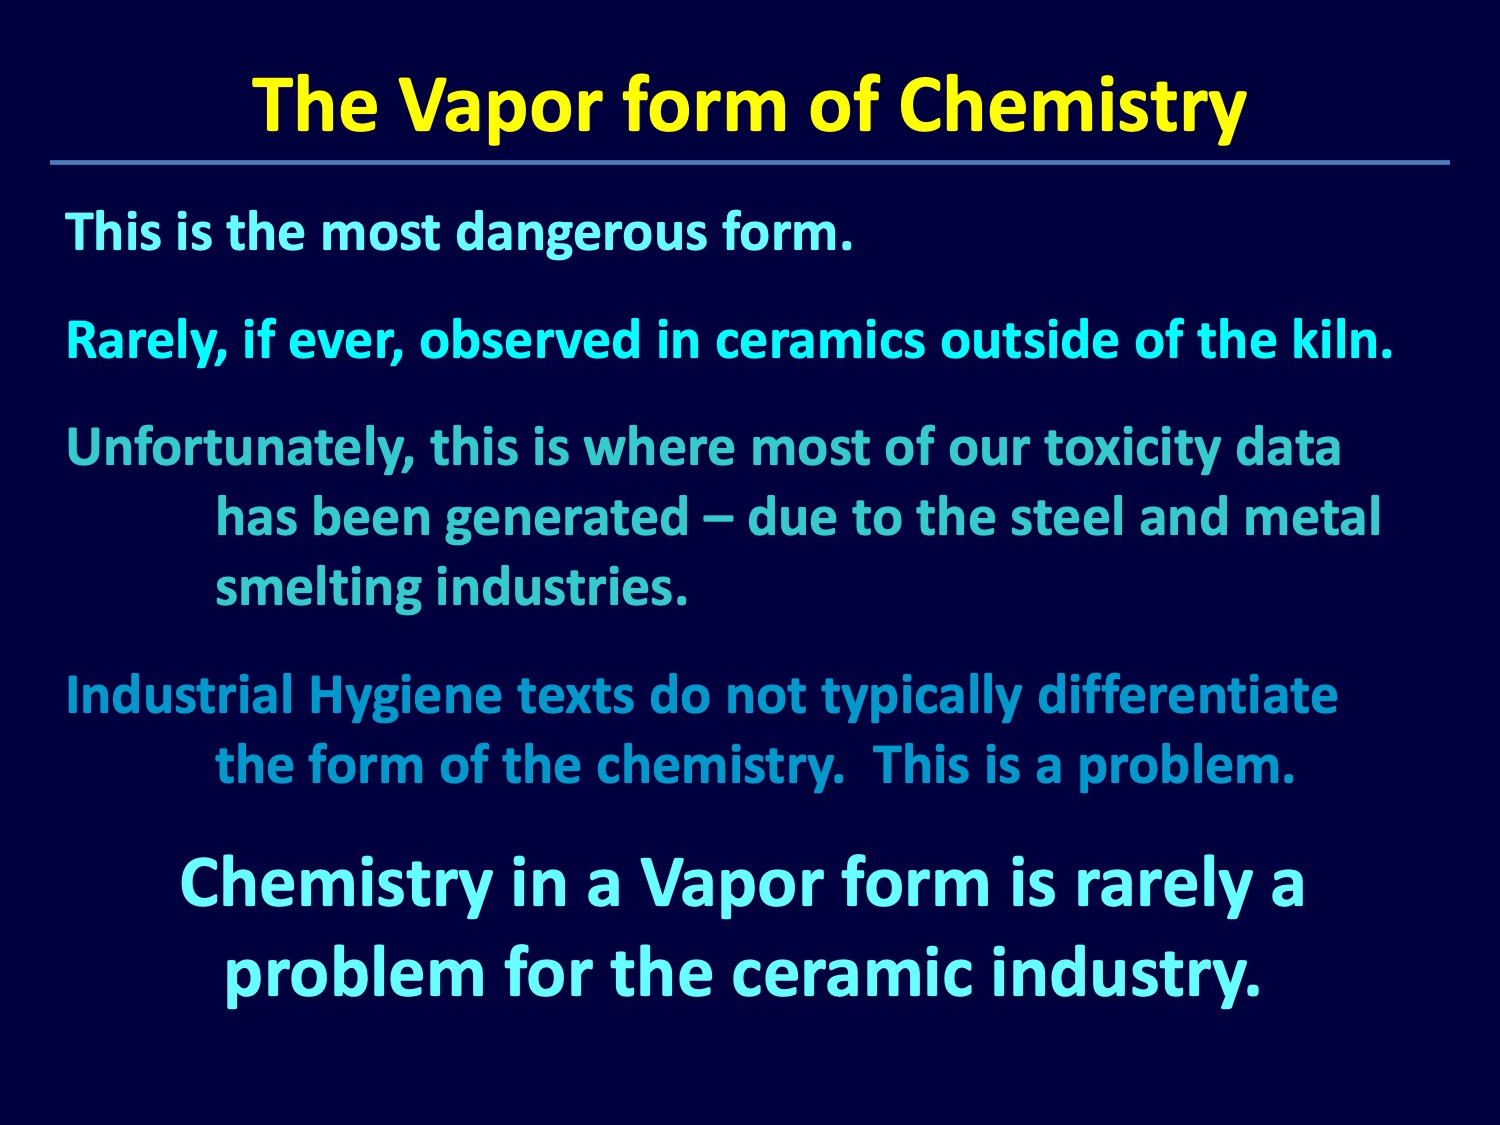 The Vapor form of Chemistry
This is the most dangerous form.
Rarely, if ever, observed in ceramics outside of the kiln.
Unfortunately, this is where most of our toxicity data
has been generated – due to the steel and metal
smelting industries.
Industrial Hygiene texts do not typically differentiate
the form of the chemistry.  This is a problem.
Chemistry in a Vapor form is rarely a
problem for the ceramic industry.